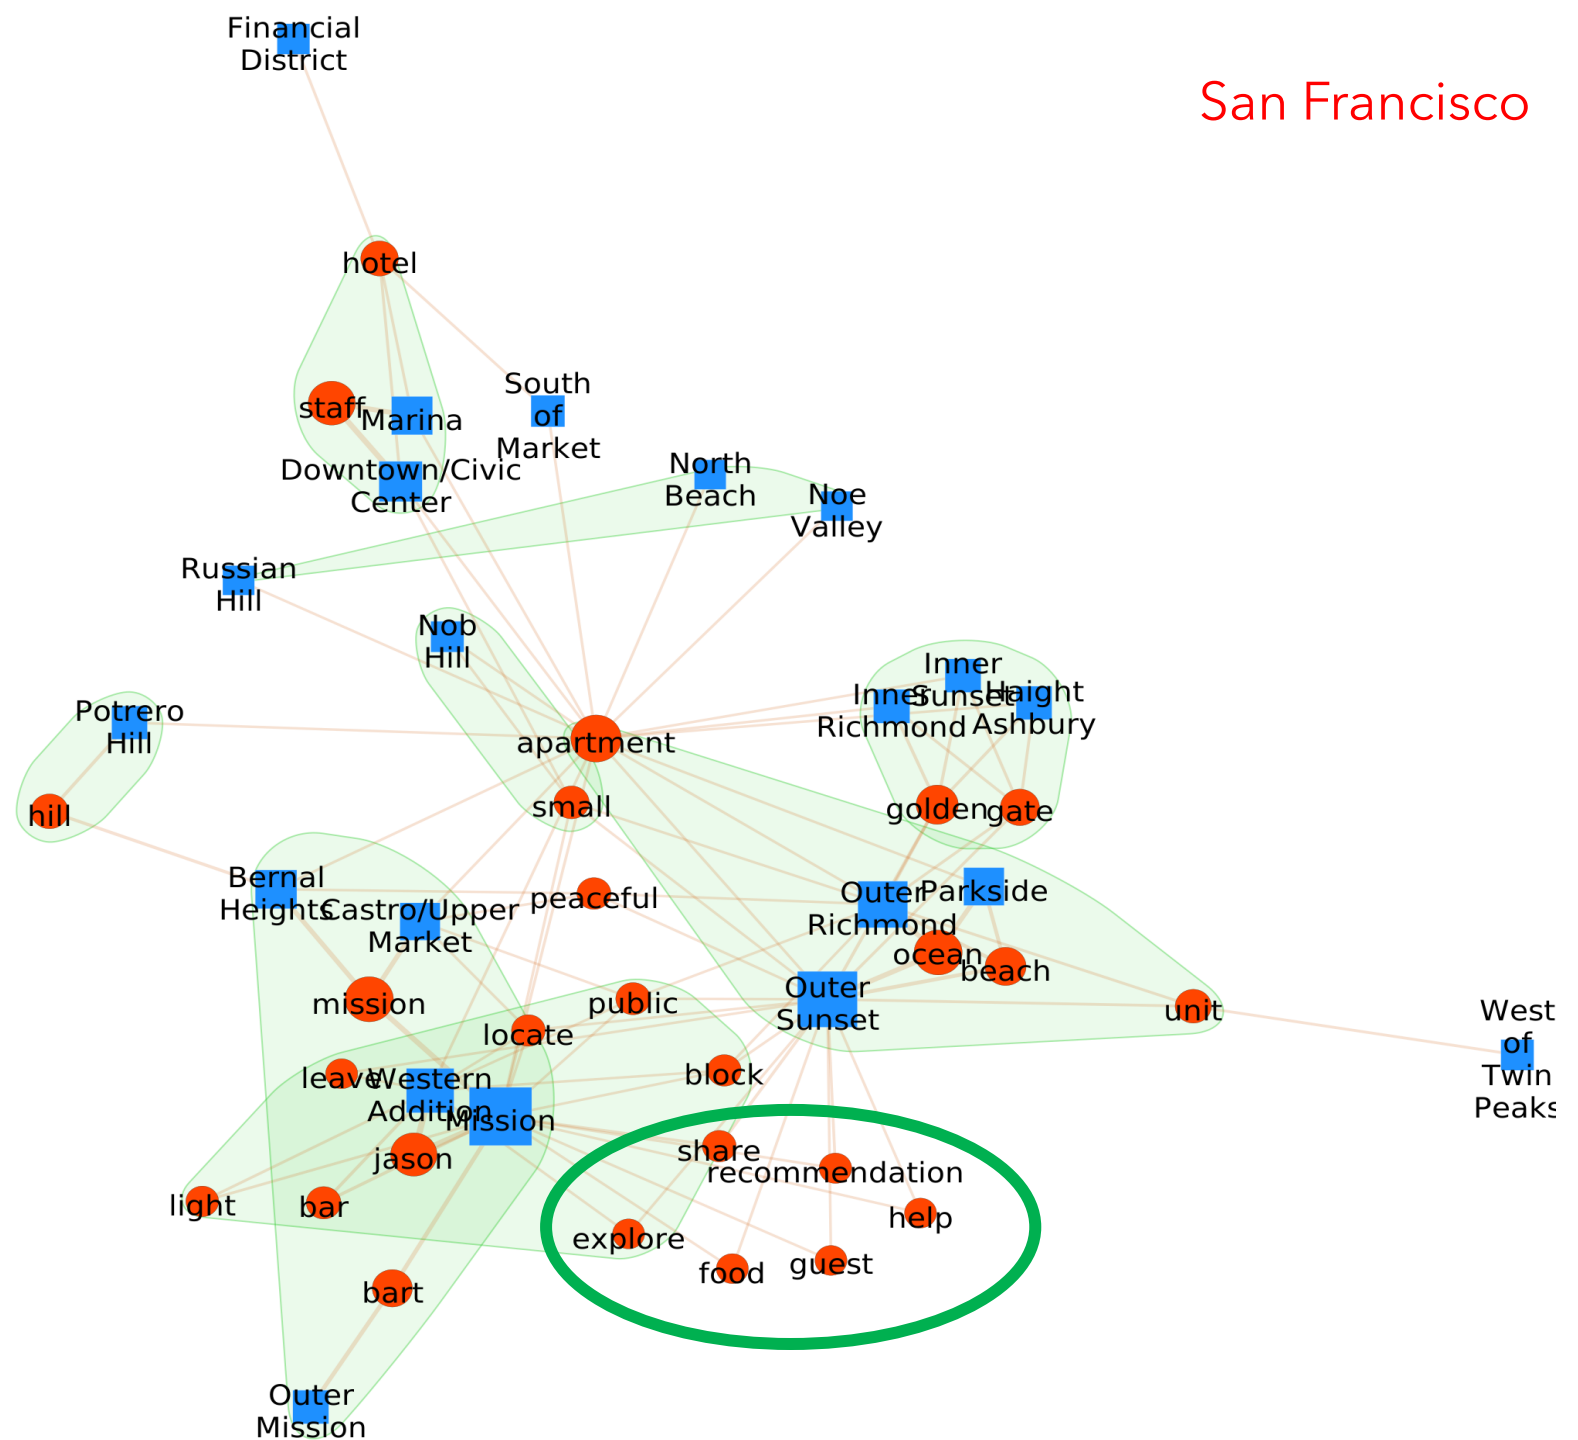 Financial
District
San Francisco
hotel
South
of
Market
staff
Marina
Downtown/Civic
Center
North
Beach
Noe
Valley
Russian
Hill
Nob
Hill
Inner
Sunset
Inner
Richmond
Haight
Ashbury
Potrero
Hill
apartment
small
golden
gate
hill
Bernal
Heights
Castro/Upper
Market
peaceful
Outer
Richmond
Parkside
ocean
beach
mission
public
locate
Outer
Sunset
unit
West
of
Twin
Peaks
leave
Western
Addition
Mission
block
jason
share
recommendation
light
bar
help
explore
food
guest
bart
Outer
Mission